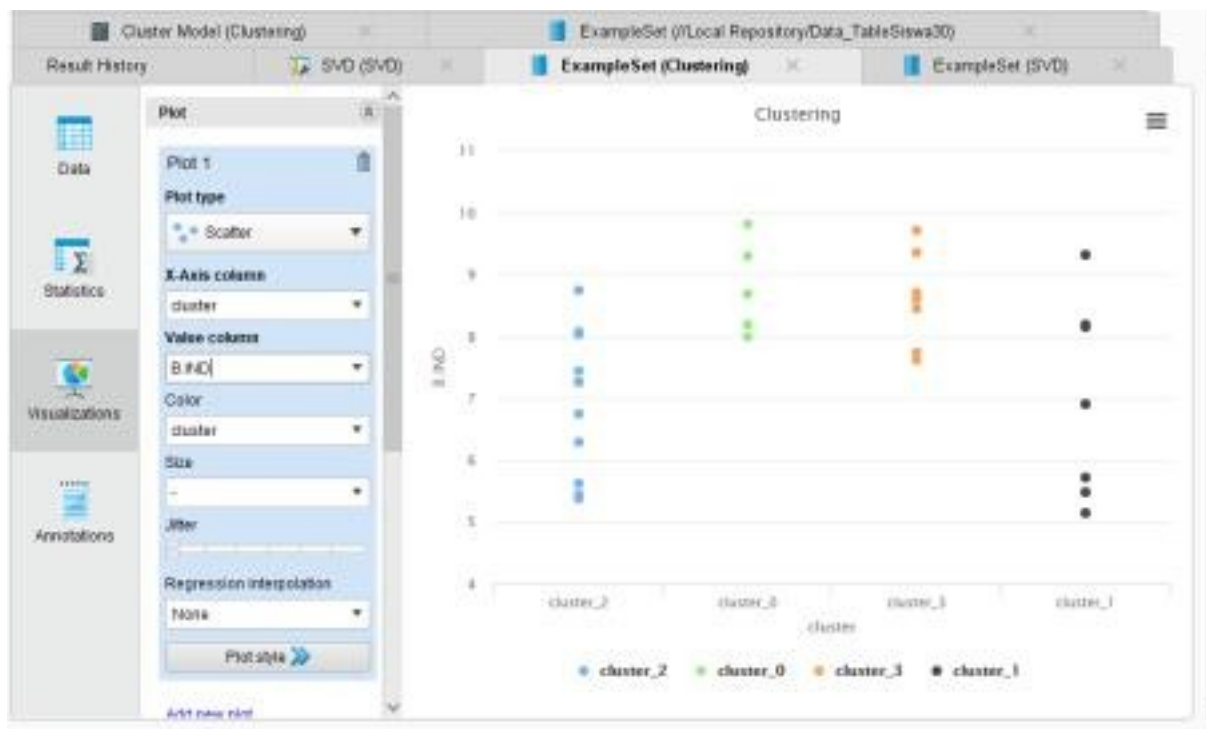 Cluster Model (Clustering)
ExampleSet (//Local Repository/Data_TableSiswa30)
Result History
SVD (SVD)
ExampleSet (Clustering)
ExampleSet (SVD)
Data
Statistics
Visualizations
Annotations
Plot
Plot 1
Plot type
Scatter
X-Axis column
cluster
Value column
B.IND
Color
cluster
Size
-
Jitter
Regression interpolation
None
Plot style
Add new plot
Clustering
11
10
9
8
7
6
5
4
B.IND
cluster_2
cluster_0
cluster_3
cluster_1
cluster
cluster_2
cluster_0
cluster_3
cluster_1